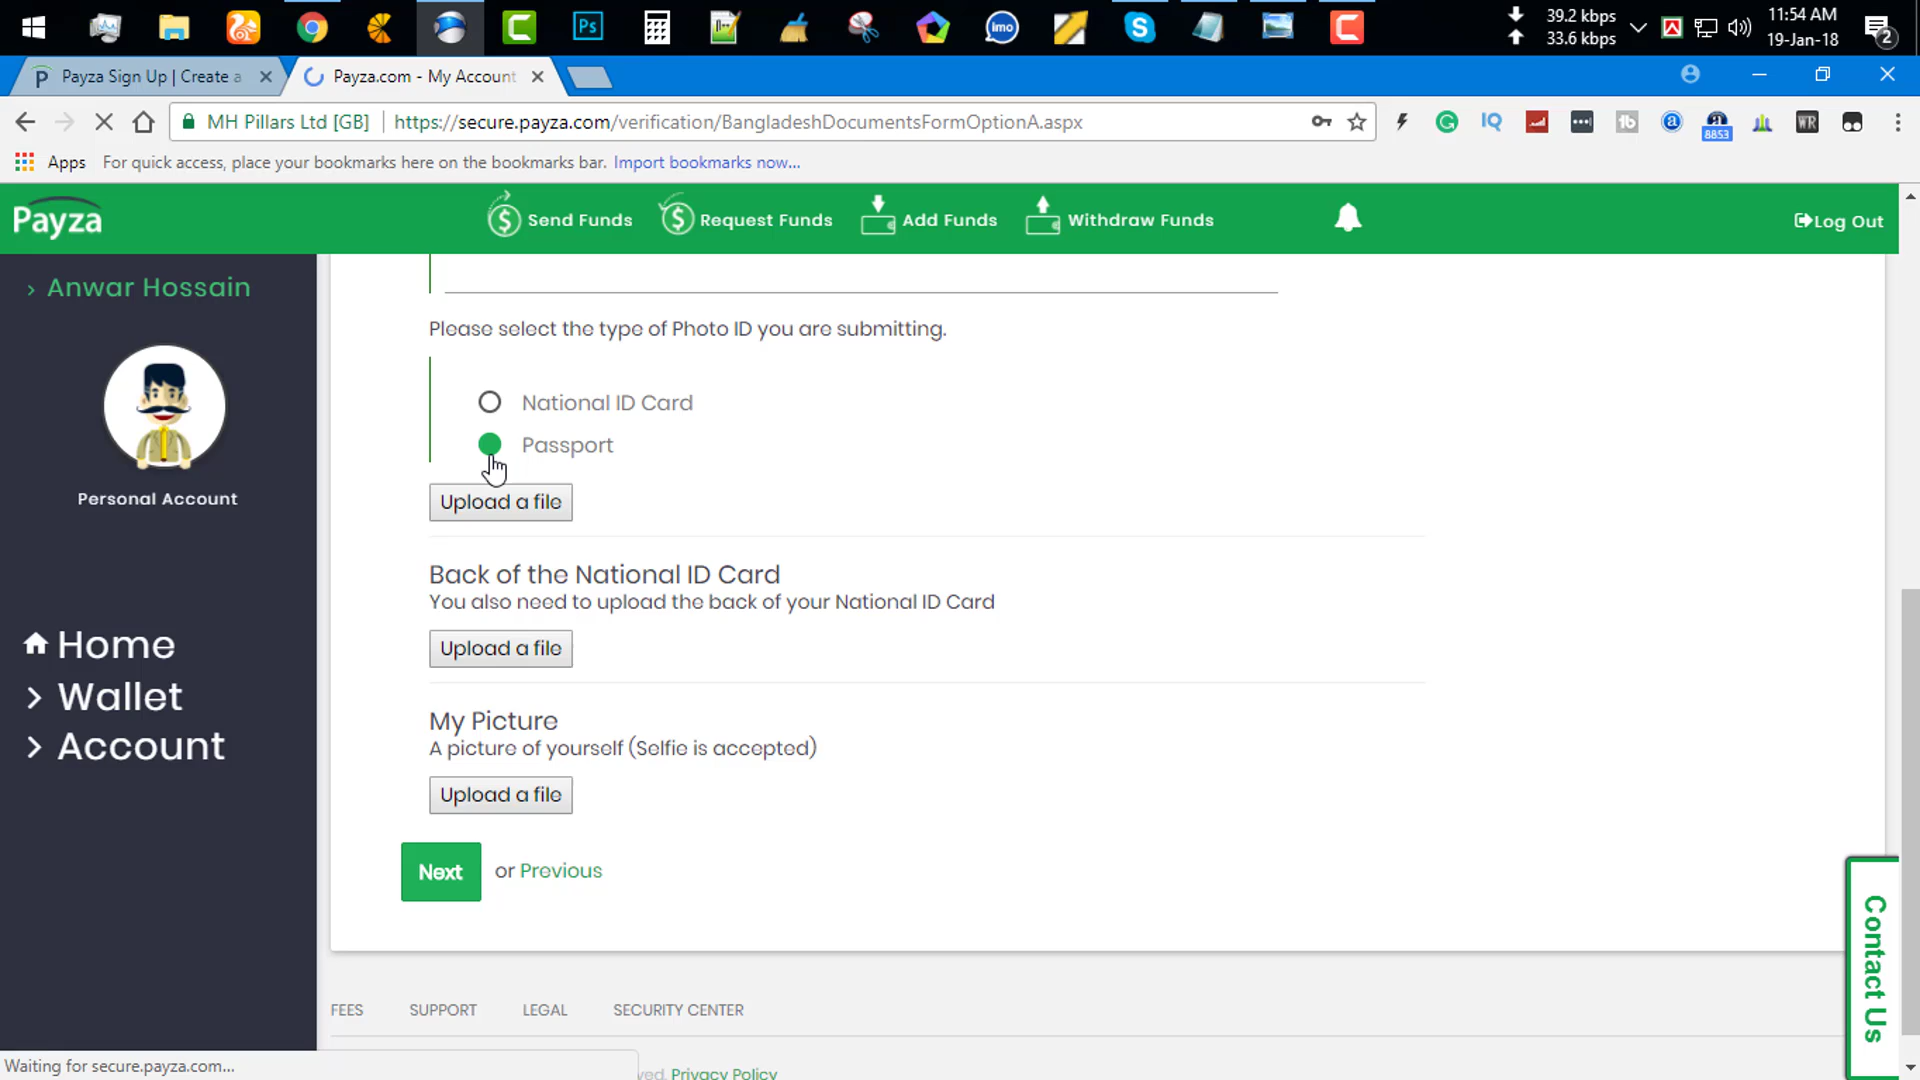 39.2 kbps
33.6 kbps
11:54 AM
19-Jan-18
2
Ps
imo
Payza Sign Up | Create a
Payza.com - My Account
MH Pillars Ltd [GB]
https://secure.payza.com/verification/BangladeshDocumentsFormOptionA.aspx
IQ
WR
8853
Apps
For quick access, place your bookmarks here on the bookmarks bar. Import bookmarks now...
Payza
Send Funds
Request Funds
Add Funds
Withdraw Funds
Log Out
Anwar Hossain
Personal Account
Home
Wallet
Account
Please select the type of Photo ID you are submitting.
National ID Card
Passport
Upload a file
Back of the National ID Card
You also need to upload the back of your National ID Card
Upload a file
My Picture
A picture of yourself (Selfie is accepted)
Upload a file
Next or Previous
Contact Us
FEES
SUPPORT
LEGAL
SECURITY CENTER
Waiting for secure.payza.com...
Privacy Policy